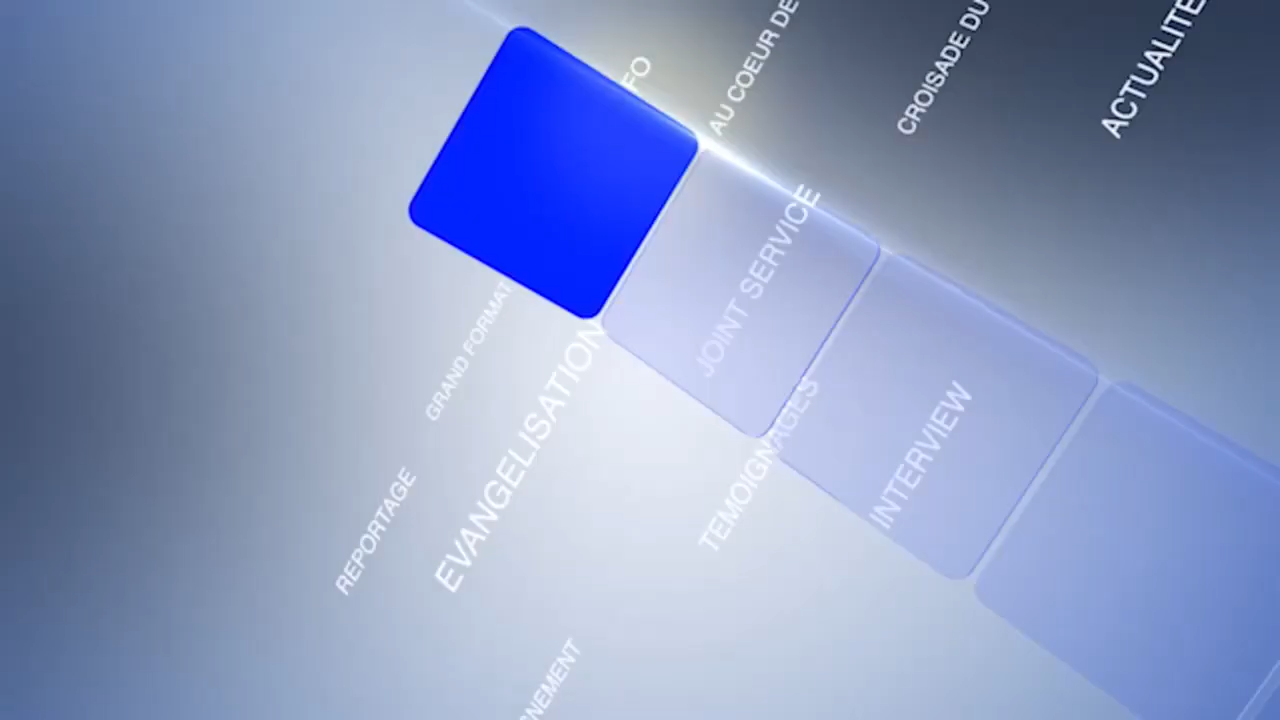 AU COEUR DE
CROISADE DU
ACTUALITE
JOINT SERVICE
GRAND FORMAT
EVANGELISATION
TEMOIGNAGES
INTERVIEW
REPORTAGE